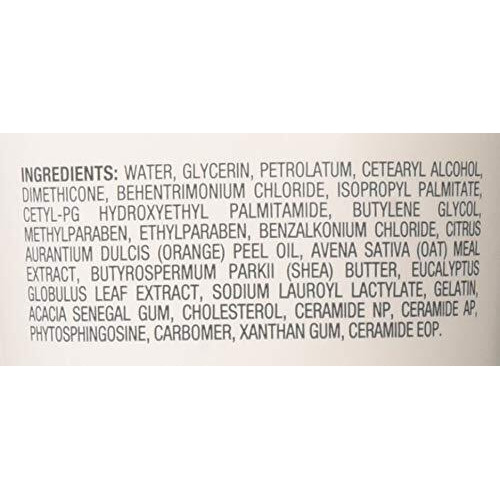 INGREDIENTS: WATER, GLYCERIN, PETROLATUM, CETEARYL ALCOHOL,
DIMETHICONE, BEHENTRIMONIUM CHLORIDE, ISOPROPYL PALMITATE,
CETYL-PG HYDROXYETHYL PALMITAMIDE, BUTYLENE GLYCOL,
METHYLPARABEN, ETHYLPARABEN, BENZALKONIUM CHLORIDE, CITRUS
AURANTIUM DULCIS (ORANGE) PEEL OIL, AVENA SATIVA (OAT) MEAL
EXTRACT, BUTYROSPERMUM PARKII (SHEA) BUTTER, EUCALYPTUS
GLOBULUS LEAF EXTRACT, SODIUM LAUROYL LACTYLATE, GELATIN,
ACACIA SENEGAL GUM, CHOLESTEROL, CERAMIDE NP, CERAMIDE AP,
PHYTOSPHINGOSINE, CARBOMER, XANTHAN GUM, CERAMIDE EOP.